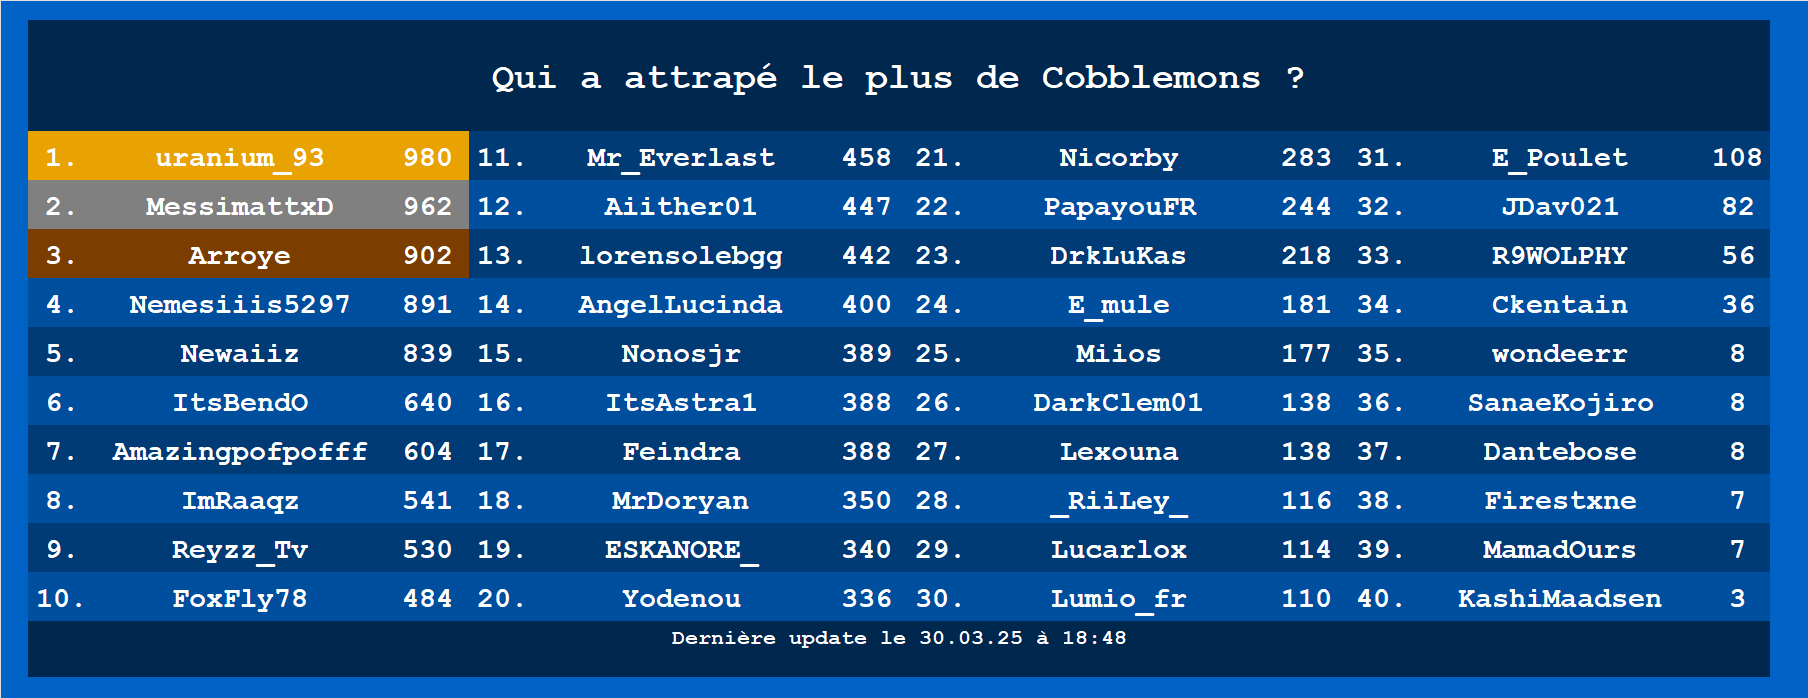 Qui a attrapé le plus de Cobblemons ?
1. uranium_93 980 11. Mr_Everlast 458 21. Nicorby 283 31. E_Poulet 108
2. MessimattxD 962 12. Aiither01 447 22. PapayouFR 244 32. JDav021 82
3. Arroye 902 13. lorensolebgg 442 23. DrkLuKas 218 33. R9WOLPHY 56
4. Nemesiiis5297 891 14. AngelLucinda 400 24. E_mule 181 34. Ckentain 36
5. Newaiiz 839 15. Nonosjr 389 25. Miios 177 35. wondeerr 8
6. ItsBendO 640 16. ItsAstra1 388 26. DarkClem01 138 36. SanaeKojiro 8
7. Amazingpofpofff 604 17. Feindra 388 27. Lexouna 138 37. Dantebose 8
8. ImRaaqz 541 18. MrDoryan 350 28. _RiiLey_ 116 38. Firestxne 7
9. Reyzz_Tv 530 19. ESKANORE_ 340 29. Lucarlox 114 39. MamadOurs 7
10. FoxFly78 484 20. Yodenou 336 30. Lumio_fr 110 40. KashiMaadsen 3
Dernière update le 30.03.25 à 18:48